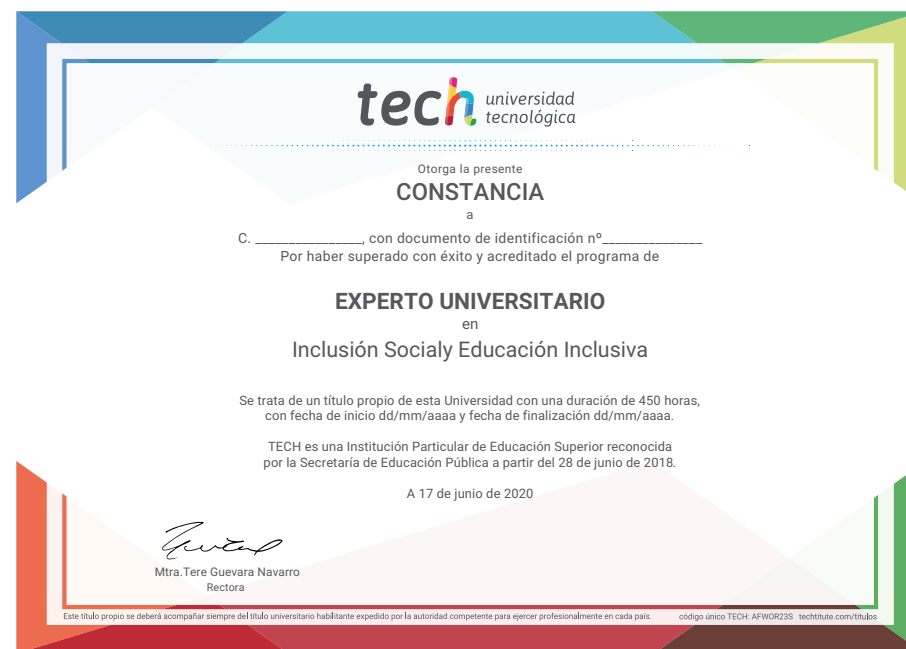 tech universidad
tecnológica
Otorga la presente
CONSTANCIA
a
C. ________________, con documento de identificación nº_______________
Por haber superado con éxito y acreditado el programa de
EXPERTO UNIVERSITARIO
en
Inclusión Socialy Educación Inclusiva
Se trata de un título propio de esta Universidad con una duración de 450 horas,
con fecha de inicio dd/mm/aaaa y fecha de finalización dd/mm/aaaa.
TECH es una Institución Particular de Educación Superior reconocida
por la Secretaría de Educación Pública a partir del 28 de junio de 2018.
A 17 de junio de 2020
Mtra.Tere Guevara Navarro
Rectora
Este título propio se deberá acompañar siempre del título universitario habilitante expedido por la autoridad competente para ejercer profesionalmente en cada país. código único TECH: AFWOR23S techtitute.com/titulos